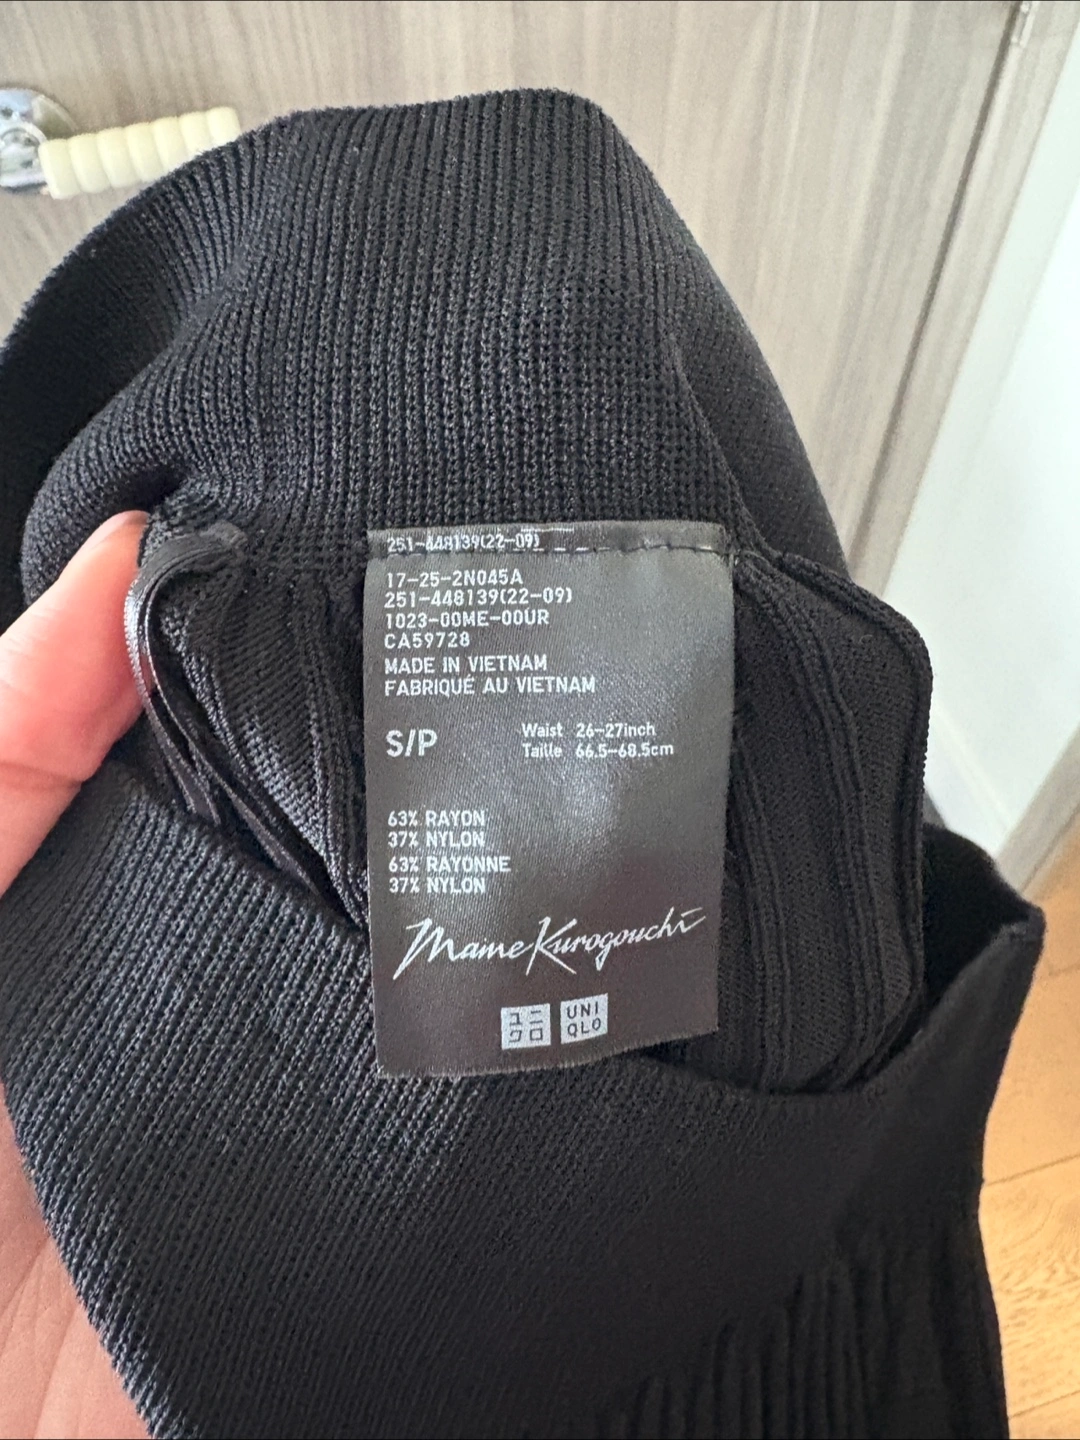 251-448139(22-09)
17-25-2N045A
251-448139(22-09)
1023-00ME-00UR
CA59728
MADE IN VIETNAM
FABRIQUÉ AU VIETNAM
S/P
Waist 26-27inch
Taille 66.5-68.5cm
63% RAYON
37% NYLON
63% RAYONNE
37% NYLON
Mame Kurogouchi
ユニ UNI
クロ QLO